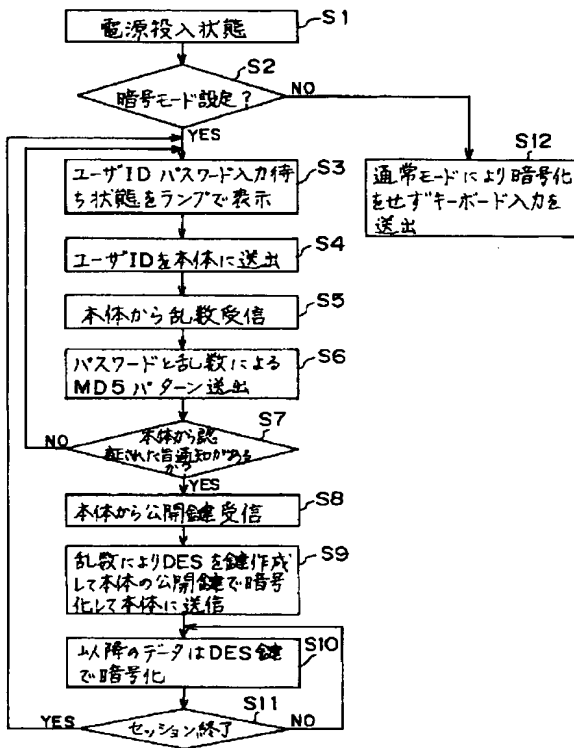 電源投入状態
S1
S2
暗号モード設定?
NO
YES
S12
通常モードにより暗号化
をせずキーボード入力を
送出
S3
ユーザID パスワード入力待
ち状態をランプで表示
S4
ユーザIDを本体に送出
S5
本体から乱数受信
S6
パスワードと乱数による
MD5パターン送出
S7
本体から認
証された旨通知がある
か?
NO
YES
S8
本体から公開鍵受信
S9
乱数によりDESを鍵作成
して本体の公開鍵で暗号
化して本体に送信
S10
以降のデータはDES鍵
で暗号化
S11
YES
セッション終了
NO